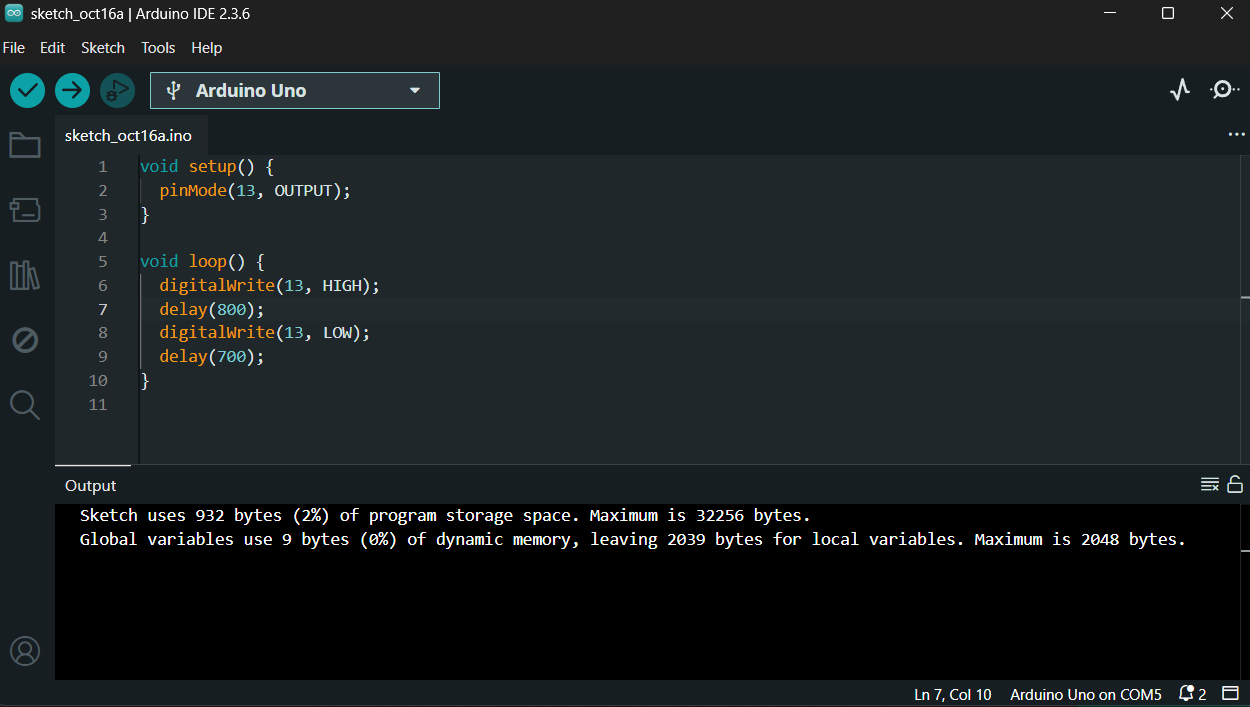 sketch_oct16a | Arduino IDE 2.3.6
File Edit Sketch Tools Help
Arduino Uno
sketch_oct16a.ino
1 void setup() {
2   pinMode(13, OUTPUT);
3 }
4
5 void loop() {
6   digitalWrite(13, HIGH);
7   delay(800);
8   digitalWrite(13, LOW);
9   delay(700);
10 }
11
Output
Sketch uses 932 bytes (2%) of program storage space. Maximum is 32256 bytes.
Global variables use 9 bytes (0%) of dynamic memory, leaving 2039 bytes for local variables. Maximum is 2048 bytes.
Ln 7, Col 10 Arduino Uno on COM5 2